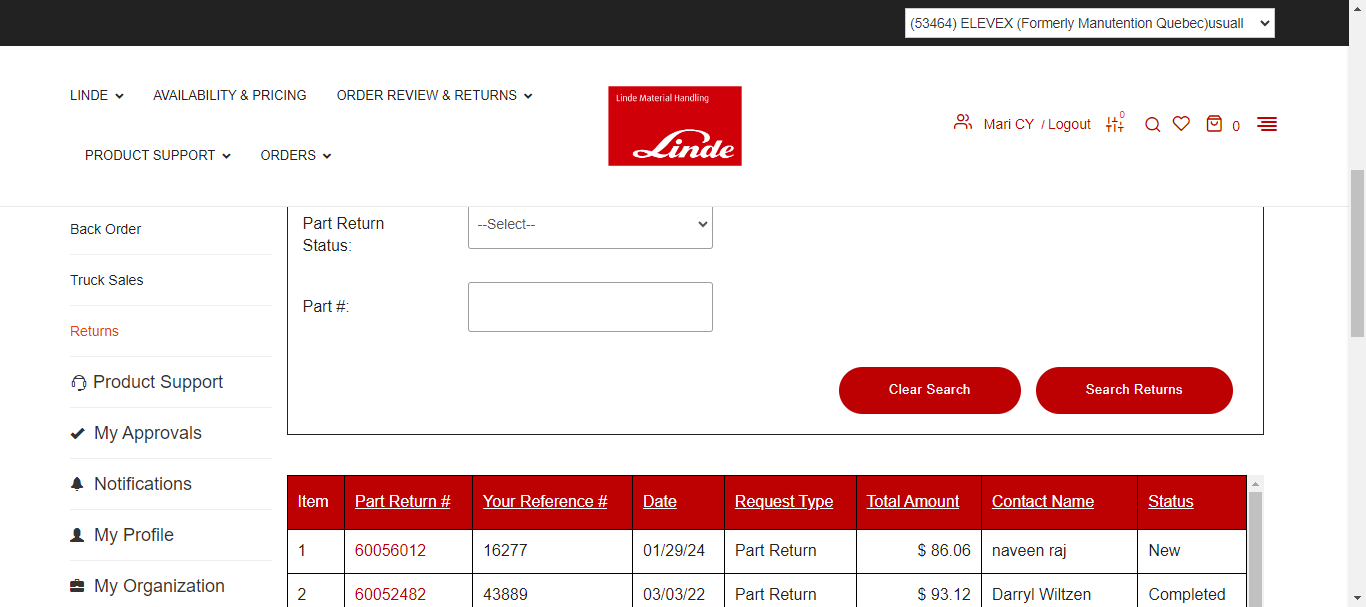 (53464) ELEVEX (Formerly Manutention Quebec)usuall
LINDE AVAILABILITY & PRICING ORDER REVIEW & RETURNS
PRODUCT SUPPORT ORDERS
Linde Material Handling
Linde
Mari CY / Logout 0 0
Back Order
Truck Sales
Returns
Product Support
My Approvals
Notifications
My Profile
My Organization
Part Return
Status:
--Select--
Part #:
Clear Search Search Returns
Item Part Return # Your Reference # Date Request Type Total Amount Contact Name Status
1 60056012 16277 01/29/24 Part Return $ 86.06 naveen raj New
2 60052482 43889 03/03/22 Part Return $ 93.12 Darryl Wiltzen Completed